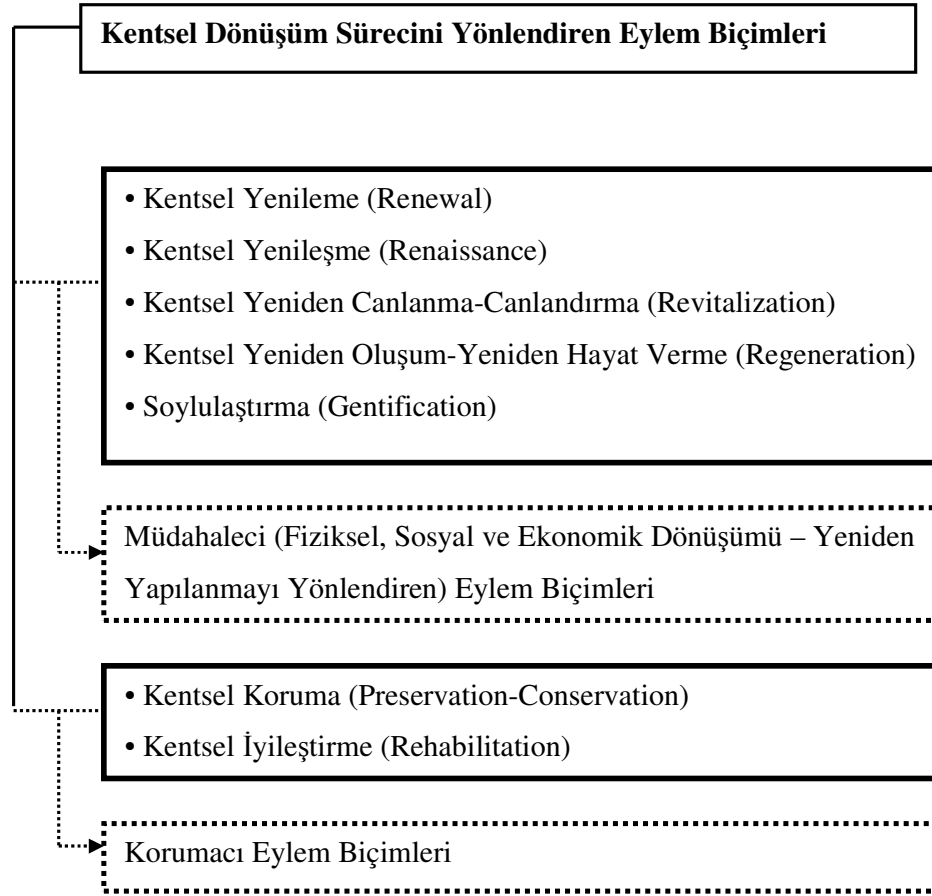 Kentsel Dönüşüm Sürecini Yönlendiren Eylem Biçimleri
• Kentsel Yenileme (Renewal)
• Kentsel Yenileşme (Renaissance)
• Kentsel Yeniden Canlanma-Canlandırma (Revitalization)
• Kentsel Yeniden Oluşum-Yeniden Hayat Verme (Regeneration)
• Soylulaştırma (Gentification)
Müdahaleci (Fiziksel, Sosyal ve Ekonomik Dönüşümü – Yeniden
Yapılanmayı Yönlendiren) Eylem Biçimleri
• Kentsel Koruma (Preservation-Conservation)
• Kentsel İyileştirme (Rehabilitation)
Korumacı Eylem Biçimleri